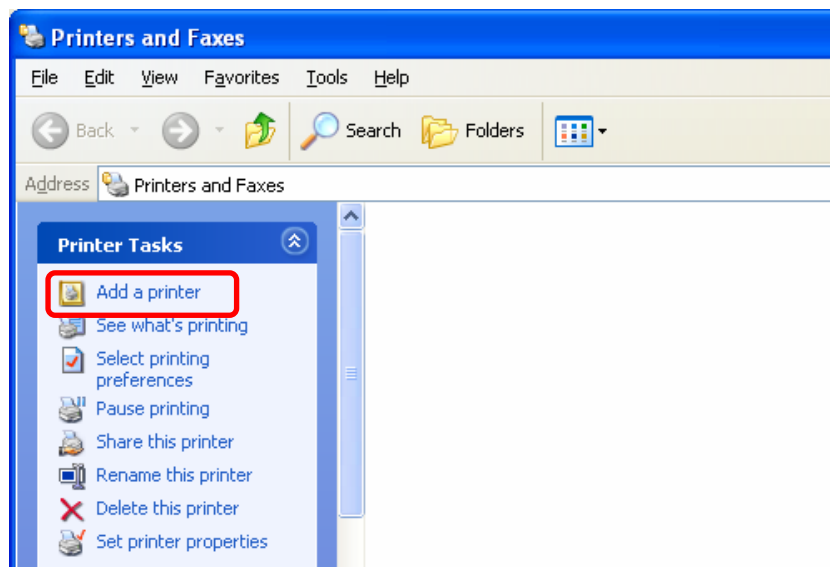 Printers and Faxes
File Edit View Favorites Tools Help
Back Search Folders
Address Printers and Faxes
Printer Tasks
Add a printer
See what's printing
Select printing
preferences
Pause printing
Share this printer
Rename this printer
Delete this printer
Set printer properties